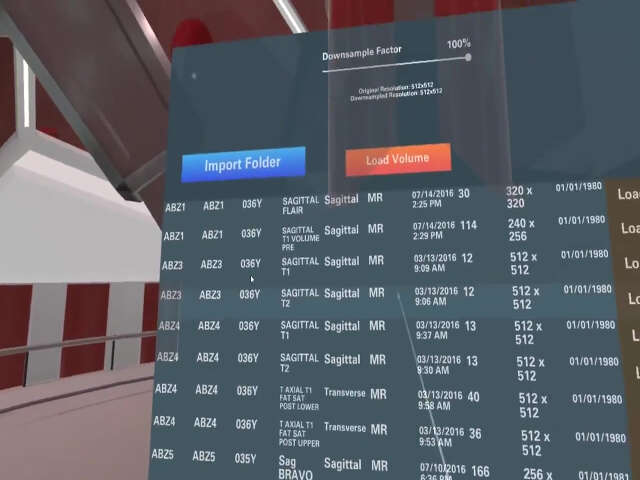 Downsample Factor 100%
Original Resolution: 512x512
Downsampled Resolution: 512x512
Import Folder Load Volume
ABZ1 ABZ1 036Y SAGITTAL FLAIR Sagittal MR 07/14/2016 2:25 PM 30 320 x 320 01/01/1980
ABZ1 ABZ1 036Y SAGITTAL T1 VOLUME PRE Sagittal MR 07/14/2016 2:29 PM 114 240 x 256 01/01/1980
ABZ3 ABZ3 036Y SAGITTAL T1 Sagittal MR 03/13/2016 9:09 AM 12 512 x 512 01/01/1980
ABZ3 ABZ3 036Y SAGITTAL T2 Sagittal MR 03/13/2016 9:06 AM 12 512 x 512 01/01/1980
ABZ4 ABZ4 036Y SAGITTAL T1 Sagittal MR 03/13/2016 9:37 AM 13 512 x 512 01/01/1980
ABZ4 ABZ4 036Y SAGITTAL T2 Sagittal MR 03/13/2016 9:30 AM 13 512 x 512 01/01/1980
ABZ4 ABZ4 036Y T AXIAL T1 FAT SAT POST LOWER Transverse MR 03/13/2016 9:58 AM 40 512 x 512 01/01/1980
ABZ4 ABZ4 036Y T AXIAL T1 FAT SAT POST UPPER Transverse MR 03/13/2016 9:53 AM 36 512 x 512 01/01/1980
ABZ5 ABZ5 035Y Sag BRAVO Sagittal MR 07/10/2016 6:36 PM 166 256 x 01/01/1981